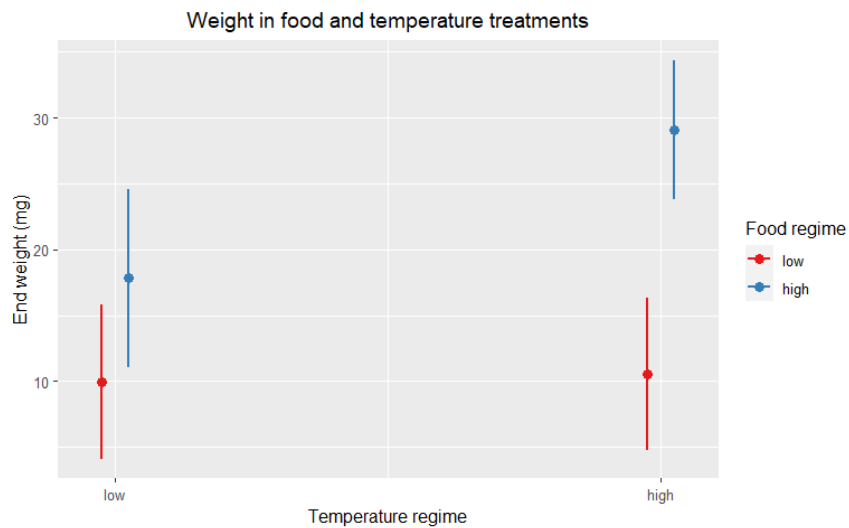 Weight in food and temperature treatments
End weight (mg)
30
20
10
low
high
Temperature regime
Food regime
low
high